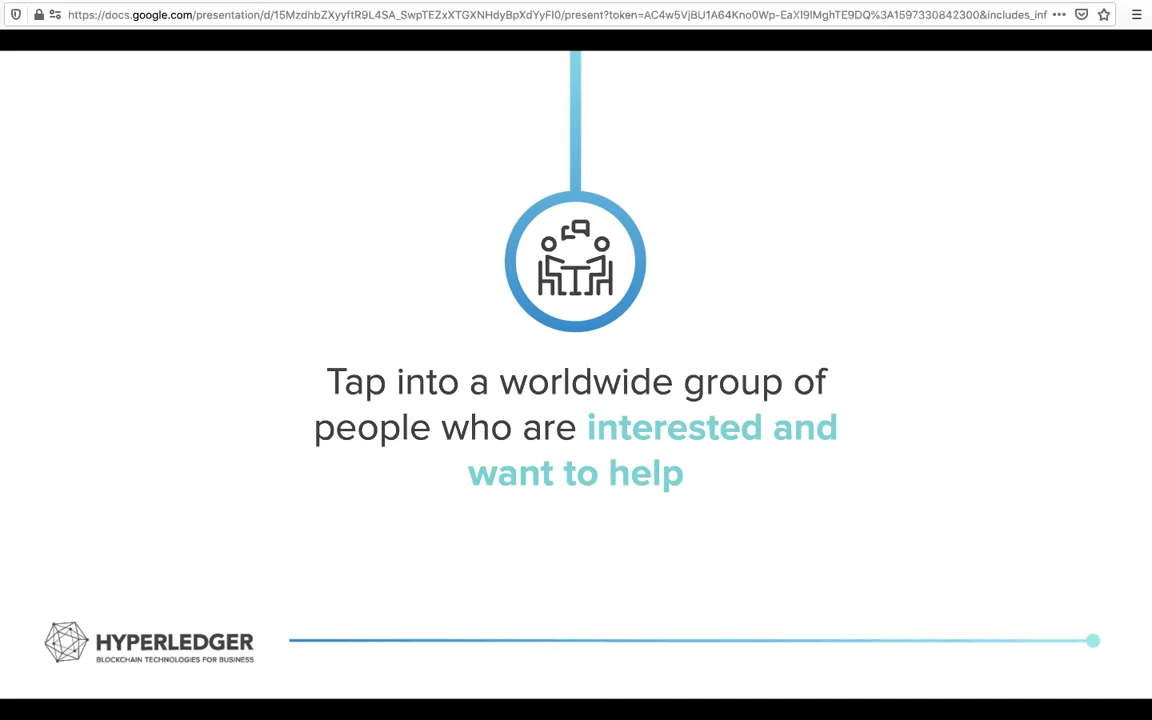 https://docs.google.com/presentation/d/15MzdhbZXyyftR9L4SA_SwpTEZxXTGXNHdyBpXdYyFI0/present?token=AC4w5VjBU1A64Kno0Wp-EaXI9lMghTE9DQ%3A1597330842300&includes_inf
Tap into a worldwide group of
people who are interested and
want to help
HYPERLEDGER
BLOCKCHAIN TECHNOLOGIES FOR BUSINESS